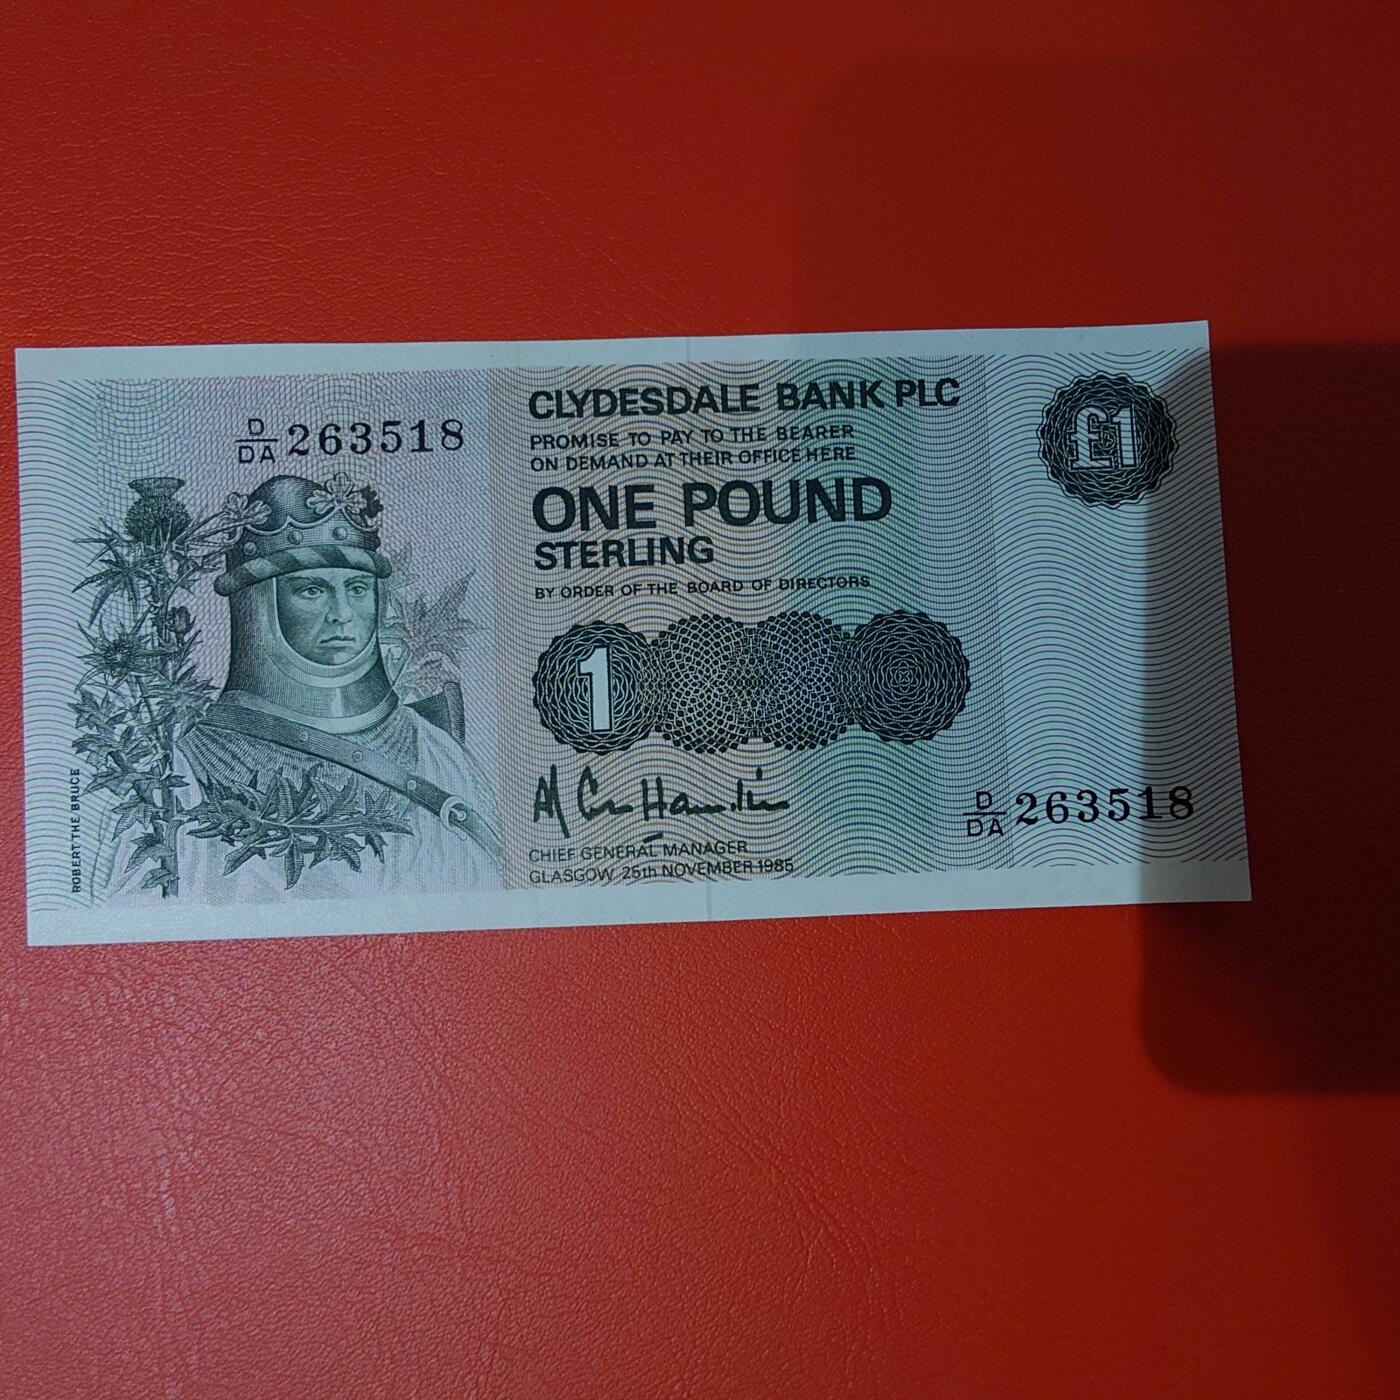 CLYDESDALE BANK PLC
PROMISE TO PAY TO THE BEARER
ON DEMAND AT THEIR OFFICE HERE
ONE POUND
STERLING
BY ORDER OF THE BOARD OF DIRECTORS
£1
D/DA 263518
1
CHIEF GENERAL MANAGER
GLASGOW, 25th NOVEMBER 1985
D/DA 263518
ROBERT THE BRUCE